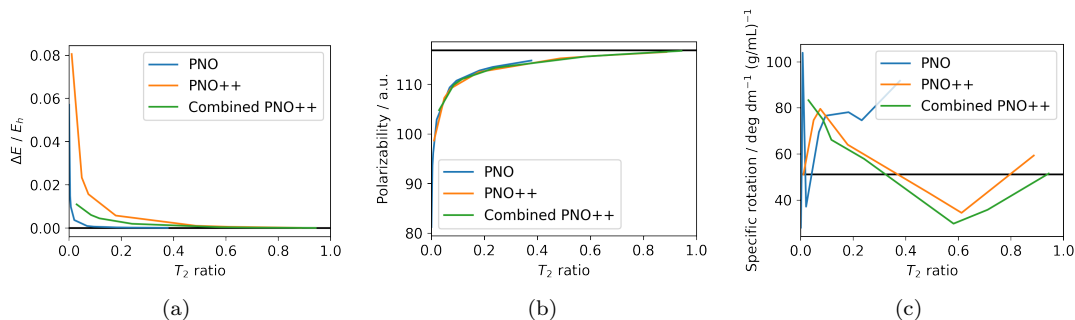 ΔE / E_h
0.08
0.06
0.04
0.02
0.00
0.0 0.2 0.4 0.6 0.8 1.0
T₂ ratio
PNO
PNO++
Combined PNO++
(a)
Polarizability / a.u.
110
100
90
80
0.0 0.2 0.4 0.6 0.8 1.0
T₂ ratio
PNO
PNO++
Combined PNO++
(b)
Specific rotation / deg dm⁻¹ (g/mL)⁻¹
100
80
60
40
0.0 0.2 0.4 0.6 0.8 1.0
T₂ ratio
PNO
PNO++
Combined PNO++
(c)